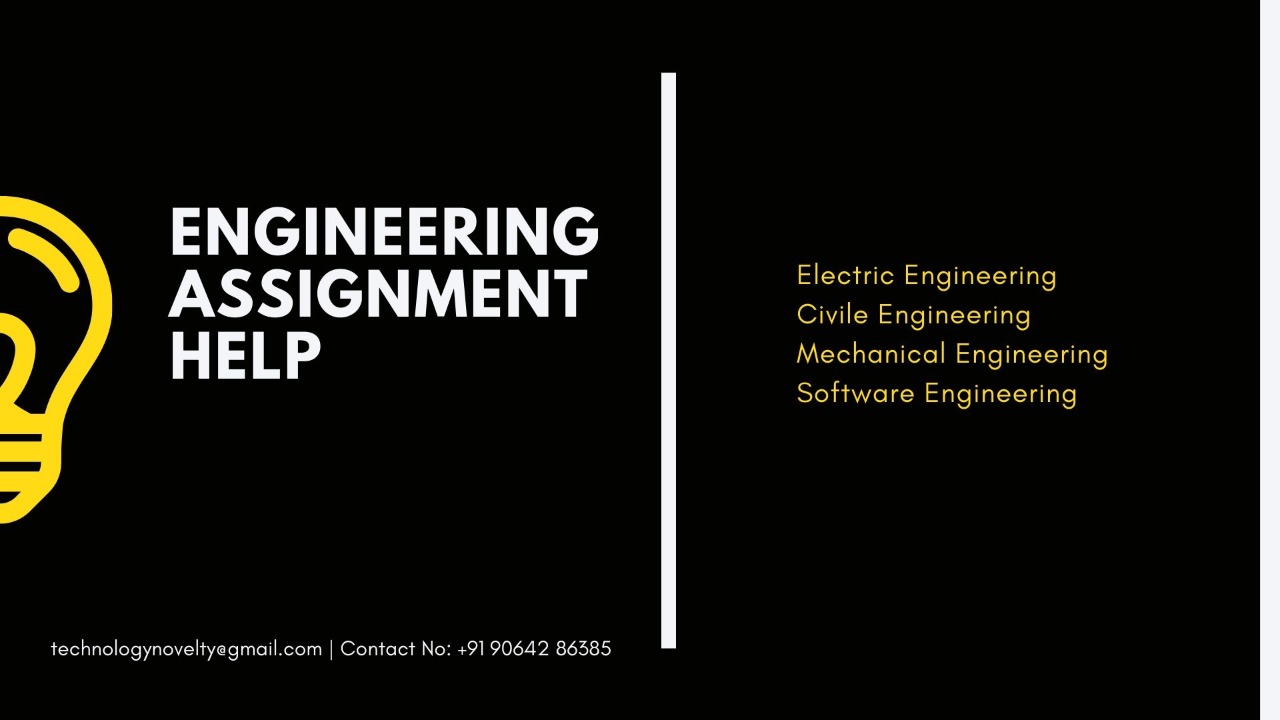 ENGINEERING
ASSIGNMENT
HELP
Electric Engineering
Civile Engineering
Mechanical Engineering
Software Engineering
technologynovelty@gmail.com | Contact No: +91 90642 86385